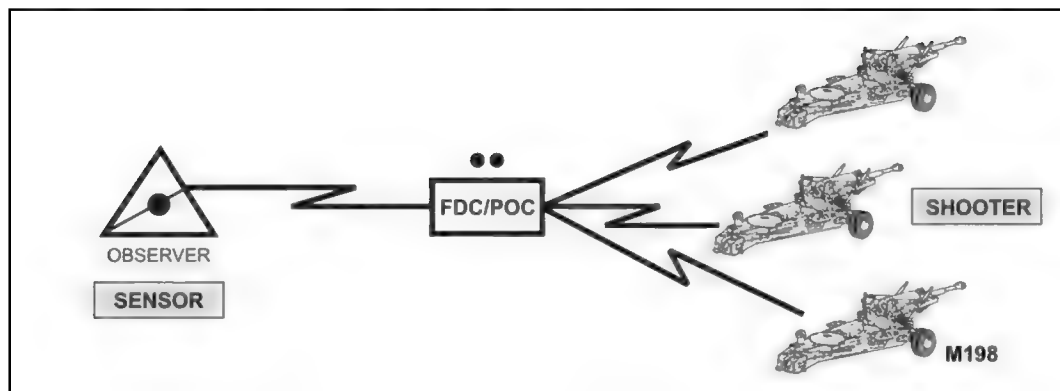 OBSERVER
SENSOR
FDC/POC
SHOOTER
M198